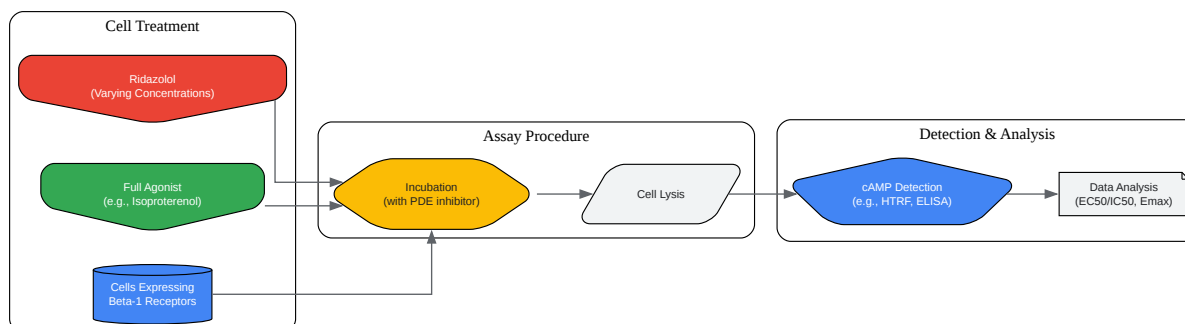 Cell Treatment
Ridazolol
(Varying Concentrations)
Full Agonist
(e.g., Isoproterenol)
Cells Expressing
Beta-1 Receptors
Assay Procedure
Incubation
(with PDE inhibitor)
Cell Lysis
Detection & Analysis
cAMP Detection
(e.g., HTRF, ELISA)
Data Analysis
(EC50/IC50, Emax)